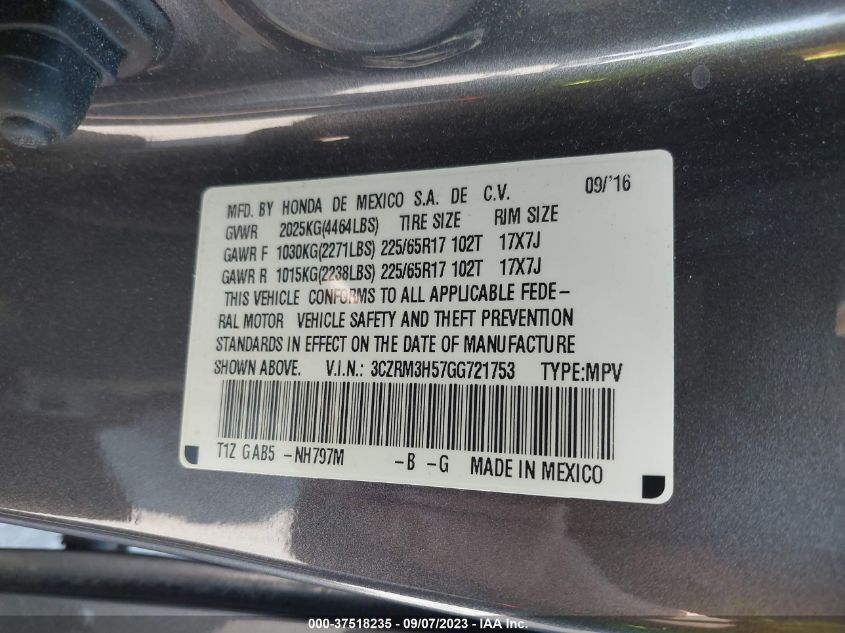 MFD. BY HONDA DE MEXICO S.A. DE C.V. 09/'16
GVWR 2025KG(4464LBS) TIRE SIZE RIM SIZE
GAWR F 1030KG(2271LBS) 225/65R17 102T 17X7J
GAWR R 1015KG(2238LBS) 225/65R17 102T 17X7J
THIS VEHICLE CONFORMS TO ALL APPLICABLE FEDE-
RAL MOTOR VEHICLE SAFETY AND THEFT PREVENTION
STANDARDS IN EFFECT ON THE DATE OF MANUFACTURE
SHOWN ABOVE. V.I.N.: 3CZRM3H57GG721753 TYPE:MPV
T1Z GAB5 -NH797M -B -G MADE IN MEXICO
000-37518235 - 09/07/2023 - IAA Inc.